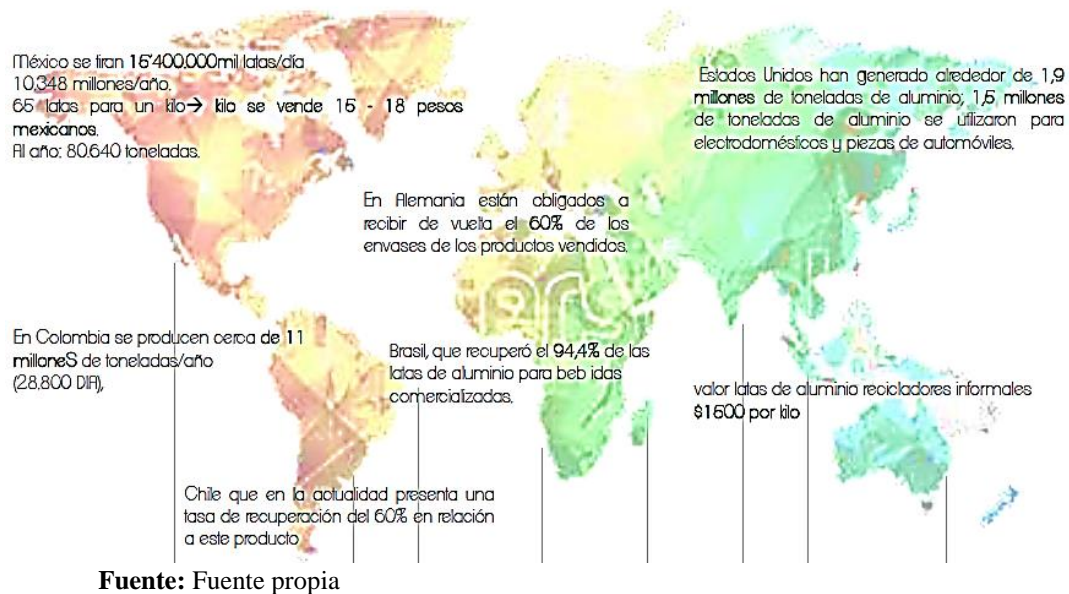 México se tiran 15'400,000mil latas/día
10,348 millones/año.
65 latas para un kilo→ kilo se vende 15 - 18 pesos
mexicanos.
Al año: 80.640 toneladas.
Estados Unidos han generado alrededor de 1,9
millones de toneladas de aluminio; 1,5 millones
de toneladas de aluminio se utilizaron para
electrodomésticos y piezas de automóviles.
En Alemania están obligados a
recibir de vuelta el 60% de los
envases de los productos vendidos.
En Colombia se producen cerca de 11
milloneS de toneladas/año
(28,800 DIA),
Brasil, que recuperó el 94,4% de las
latas de aluminio para beb idas
comercializadas.
valor latas de aluminio recicladores informales
$1500 por kilo
Chile que en la actualidad presenta una
tasa de recuperación del 60% en relación
a este producto
Fuente: Fuente propia